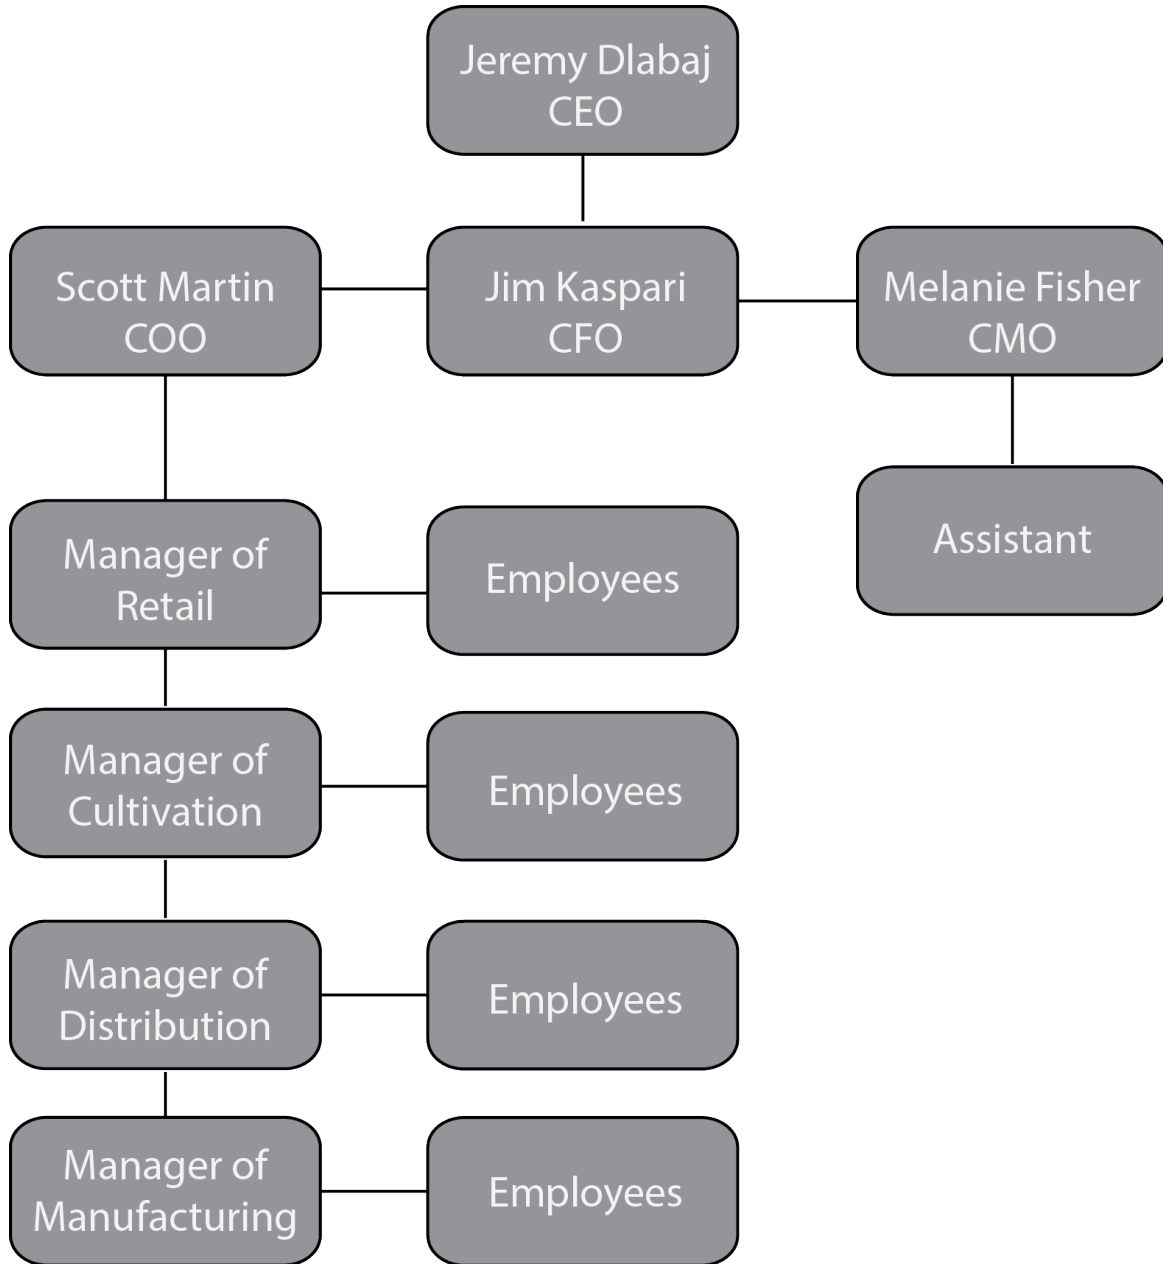 Jeremy Dlabaj
CEO
Scott Martin
COO
Jim Kaspari
CFO
Melanie Fisher
CMO
Manager of
Retail
Employees
Assistant
Manager of
Cultivation
Employees
Manager of
Distribution
Employees
Manager of
Manufacturing
Employees